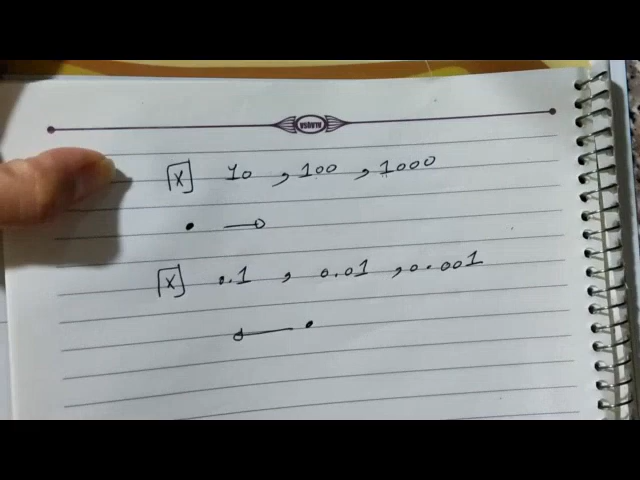 [x] 10 , 100 , 1000
[x] 0.1 , 0.01 , 0.001